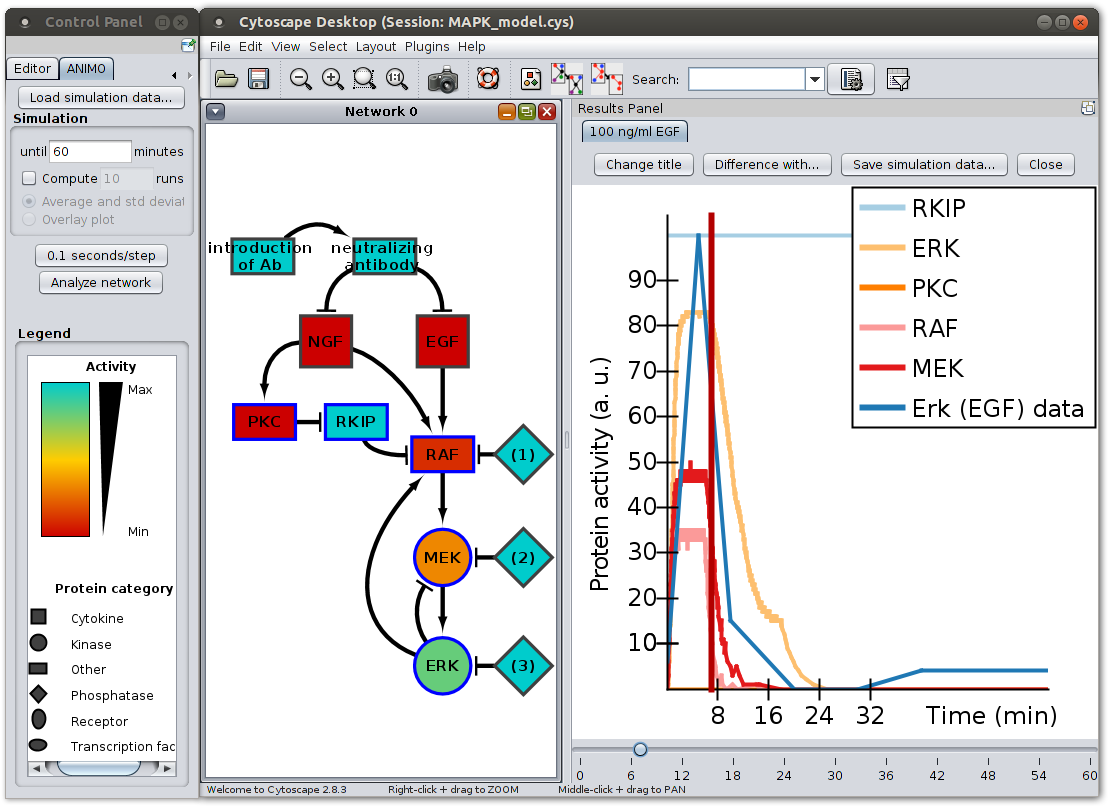 Control Panel
Editor
ANIMO
Load simulation data...
Simulation
until 60 minutes
Compute 10 runs
Average and std deviat
Overlay plot
0.1 seconds/step
Analyze network
Legend
Activity
Max
Min
Protein category
Cytokine
Kinase
Other
Phosphatase
Receptor
Transcription fac
Cytoscape Desktop (Session: MAPK_model.cys)
File Edit View Select Layout Plugins Help
1:1
Search:
Network 0
introduction
of Ab
neutralizing
antibody
NGF
EGF
PKC
RKIP
RAF
(1)
MEK
(2)
ERK
(3)
Results Panel
100 ng/ml EGF
Change title
Difference with...
Save simulation data...
Close
RKIP
ERK
PKC
RAF
MEK
Erk (EGF) data
Protein activity (a. u.)
90
80
70
60
50
40
30
20
10
8 16 24 32 Time (min)
0 6 12 18 24 30 36 42 48 54 60
Welcome to Cytoscape 2.8.3 Right-click + drag to ZOOM Middle-click + drag to PAN